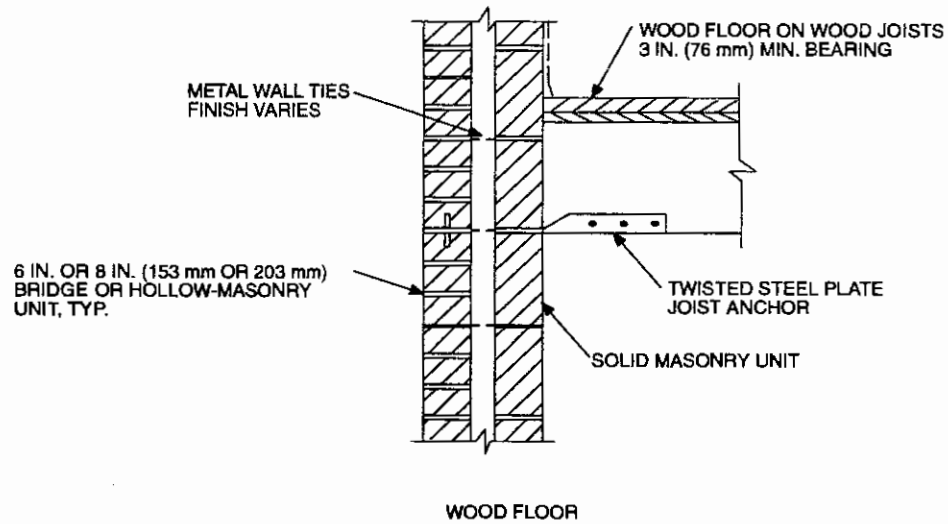 WOOD FLOOR ON WOOD JOISTS
3 IN. (76 mm) MIN. BEARING
METAL WALL TIES
FINISH VARIES
6 IN. OR 8 IN. (153 mm OR 203 mm)
BRIDGE OR HOLLOW-MASONRY
UNIT, TYP.
TWISTED STEEL PLATE
JOIST ANCHOR
SOLID MASONRY UNIT
WOOD FLOOR